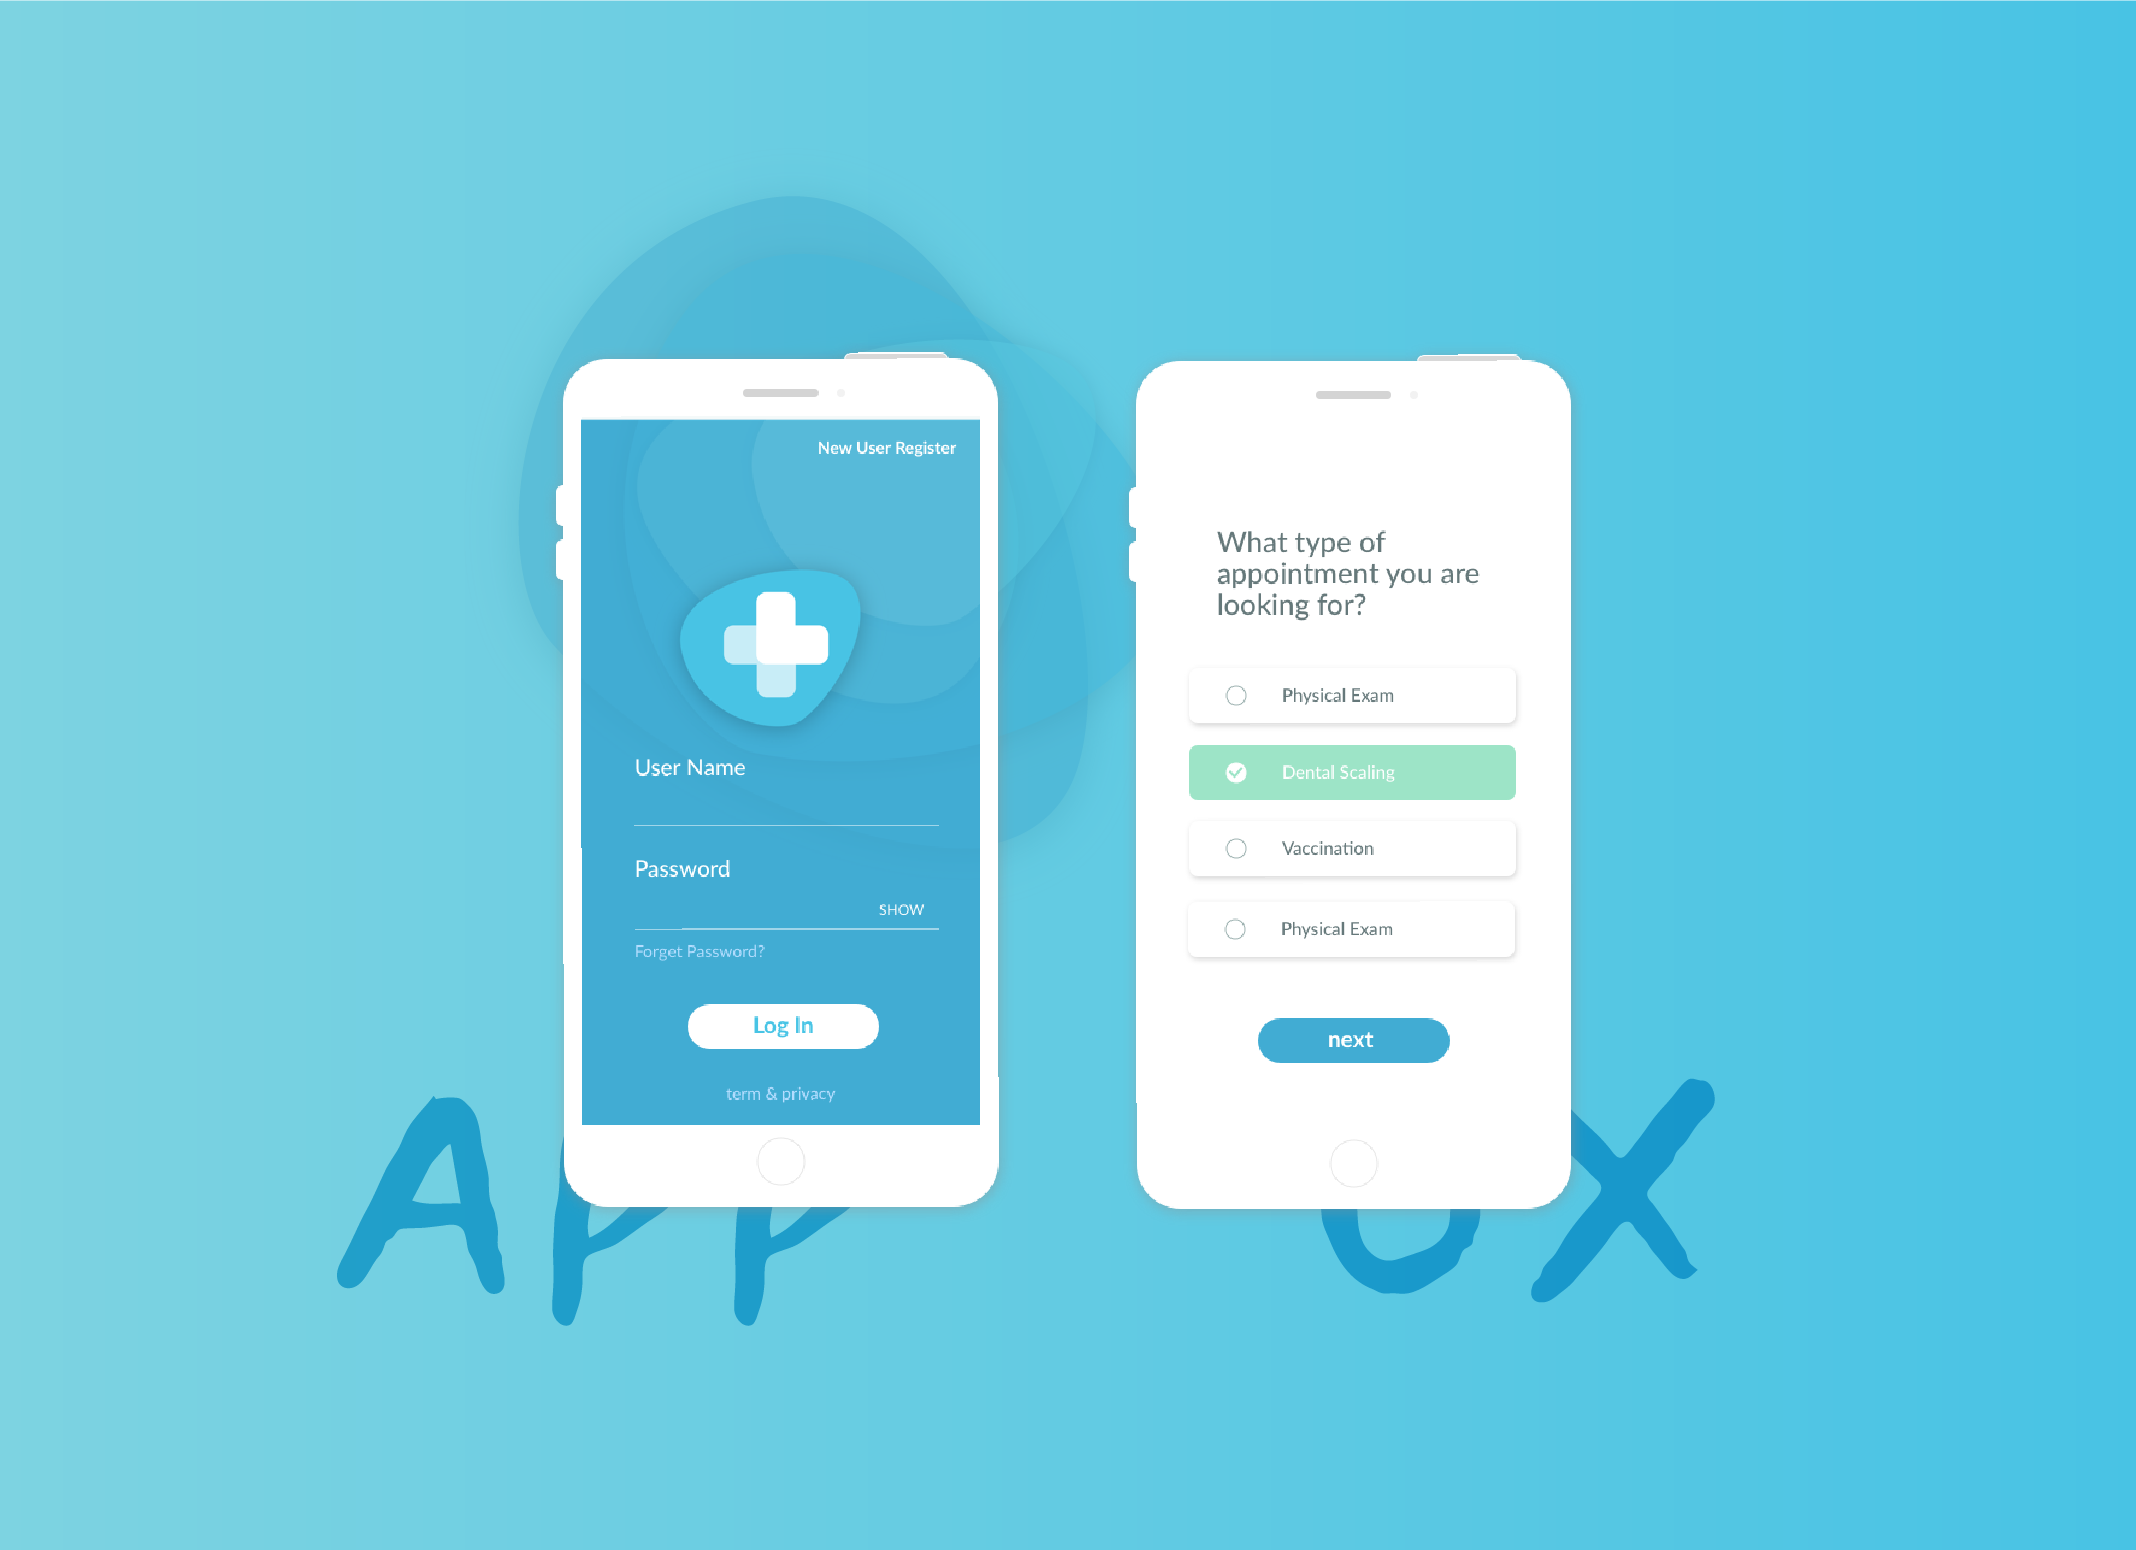 New User Register
User Name
Password
SHOW
Forget Password?
Log In
term & privacy
What type of
appointment you are
looking for?
Physical Exam
Dental Scaling
Vaccination
Physical Exam
next
APP UX